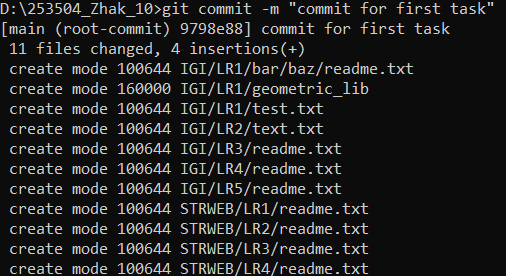 D:\253504_Zhak_10>git commit -m "commit for first task"
[main (root-commit) 9798e88] commit for first task
 11 files changed, 4 insertions(+)
 create mode 100644 IGI/LR1/bar/baz/readme.txt
 create mode 160000 IGI/LR1/geometric_lib
 create mode 100644 IGI/LR1/test.txt
 create mode 100644 IGI/LR2/text.txt
 create mode 100644 IGI/LR3/readme.txt
 create mode 100644 IGI/LR4/readme.txt
 create mode 100644 IGI/LR5/readme.txt
 create mode 100644 STRWEB/LR1/readme.txt
 create mode 100644 STRWEB/LR2/readme.txt
 create mode 100644 STRWEB/LR3/readme.txt
 create mode 100644 STRWEB/LR4/readme.txt